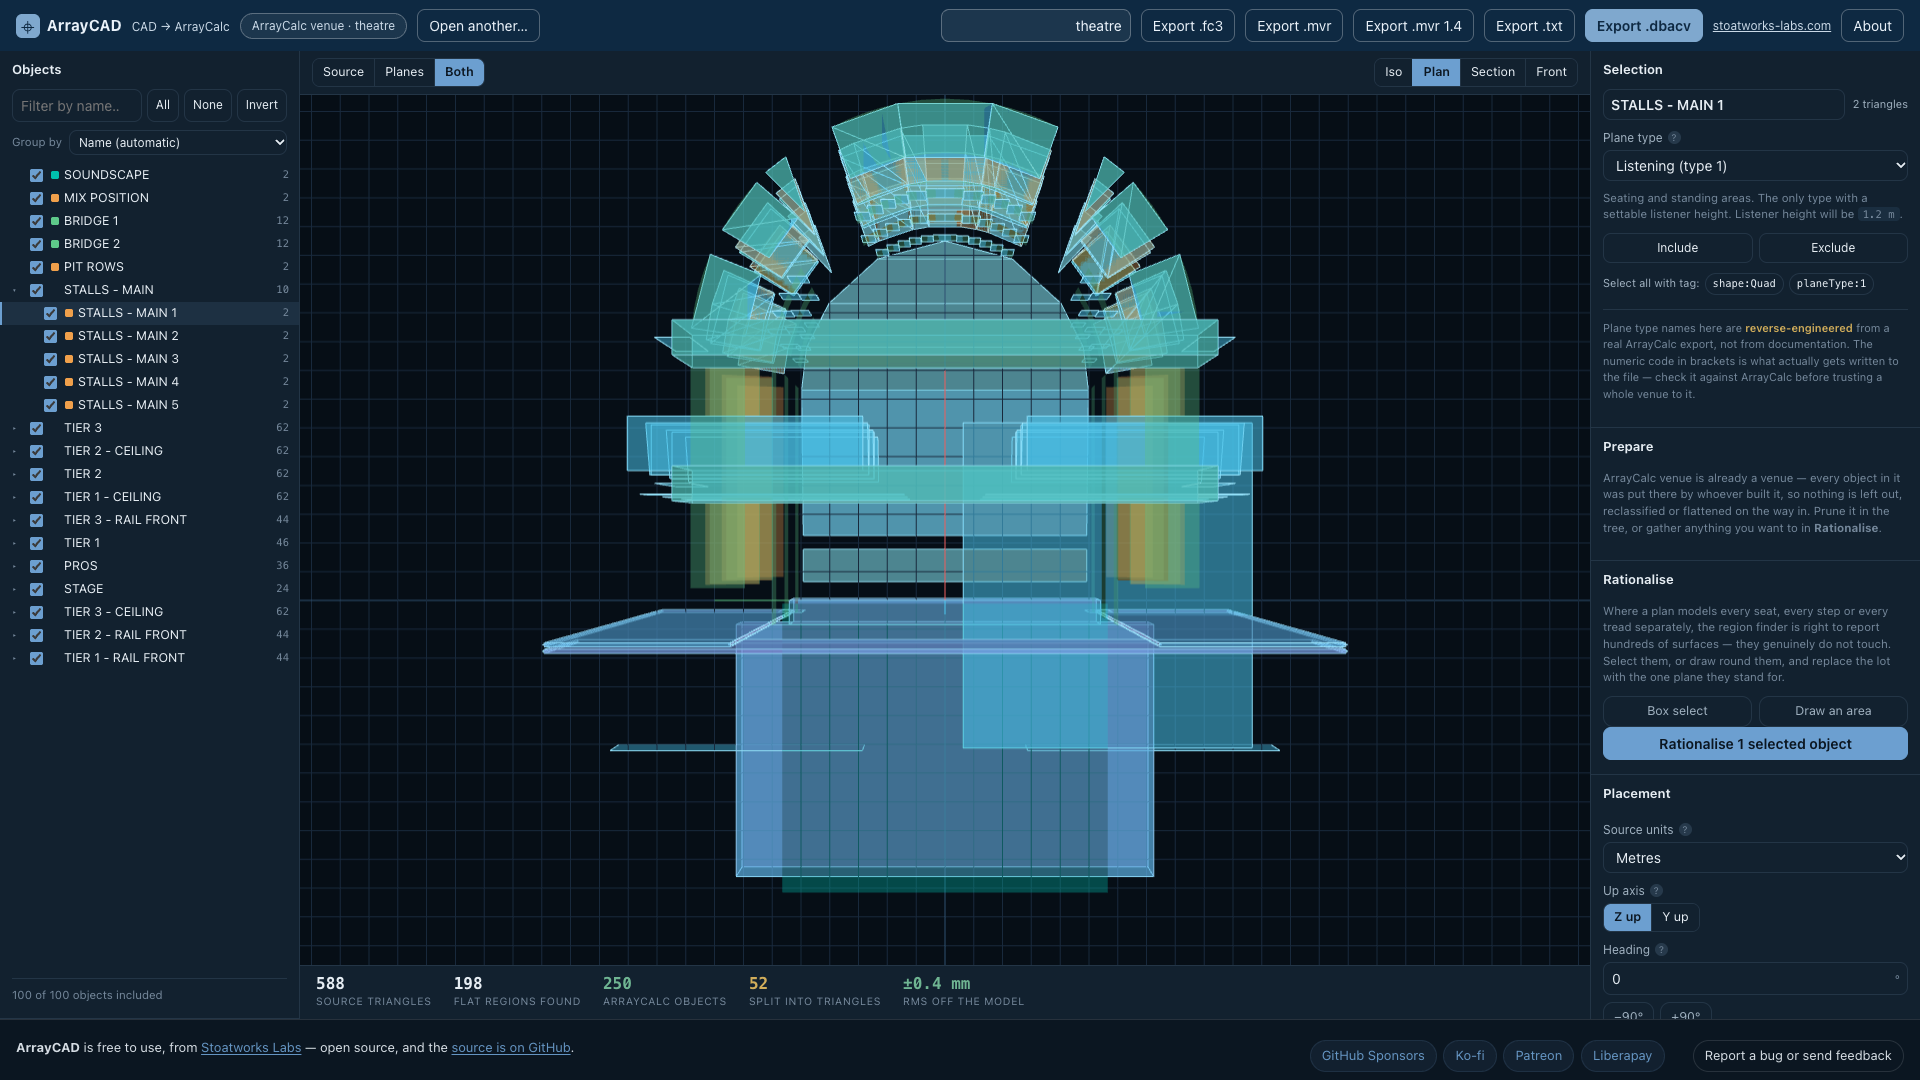 ArrayCAD CAD → ArrayCalc ArrayCalc venue · theatre Open another... theatre Export .fc3 Export .mvr Export .mvr 1.4 Export .txt Export .dbacv stoatworks-labs.com About
Objects
Filter by name.. All None Invert
Group by Name (automatic)
SOUNDSCAPE 2
MIX POSITION 2
BRIDGE 1 12
BRIDGE 2 12
PIT ROWS 2
STALLS - MAIN 10
STALLS - MAIN 1 2
STALLS - MAIN 2 2
STALLS - MAIN 3 2
STALLS - MAIN 4 2
STALLS - MAIN 5 2
TIER 3 62
TIER 2 - CEILING 62
TIER 2 62
TIER 1 - CEILING 62
TIER 3 - RAIL FRONT 44
TIER 1 46
PROS 36
STAGE 24
TIER 3 - CEILING 62
TIER 2 - RAIL FRONT 44
TIER 1 - RAIL FRONT 44
100 of 100 objects included
Source Planes Both Iso Plan Section Front
588 198 250 52 ±0.4 mm
SOURCE TRIANGLES FLAT REGIONS FOUND ARRAYCALC OBJECTS SPLIT INTO TRIANGLES RMS OFF THE MODEL
Selection
STALLS - MAIN 1 2 triangles
Plane type ?
Listening (type 1)
Seating and standing areas. The only type with a
settable listener height. Listener height will be 1.2 m .
Include Exclude
Select all with tag: shape:Quad planeType:1
Plane type names here are reverse-engineered from a
real ArrayCalc export, not from documentation. The
numeric code in brackets is what actually gets written to
the file — check it against ArrayCalc before trusting a
whole venue to it.
Prepare
ArrayCalc venue is already a venue — every object in it
was put there by whoever built it, so nothing is left out,
reclassified or flattened on the way in. Prune it in the
tree, or gather anything you want to in Rationalise.
Rationalise
Where a plan models every seat, every step or every
tread separately, the region finder is right to report
hundreds of surfaces — they genuinely do not touch.
Select them, or draw round them, and replace the lot
with the one plane they stand for.
Box select Draw an area
Rationalise 1 selected object
Placement
Source units ?
Metres
Up axis ?
Z up Y up
Heading ?
0 °
−90° +90°
ArrayCAD is free to use, from Stoatworks Labs — open source, and the source is on GitHub.
GitHub Sponsors Ko-fi Patreon Liberapay Report a bug or send feedback